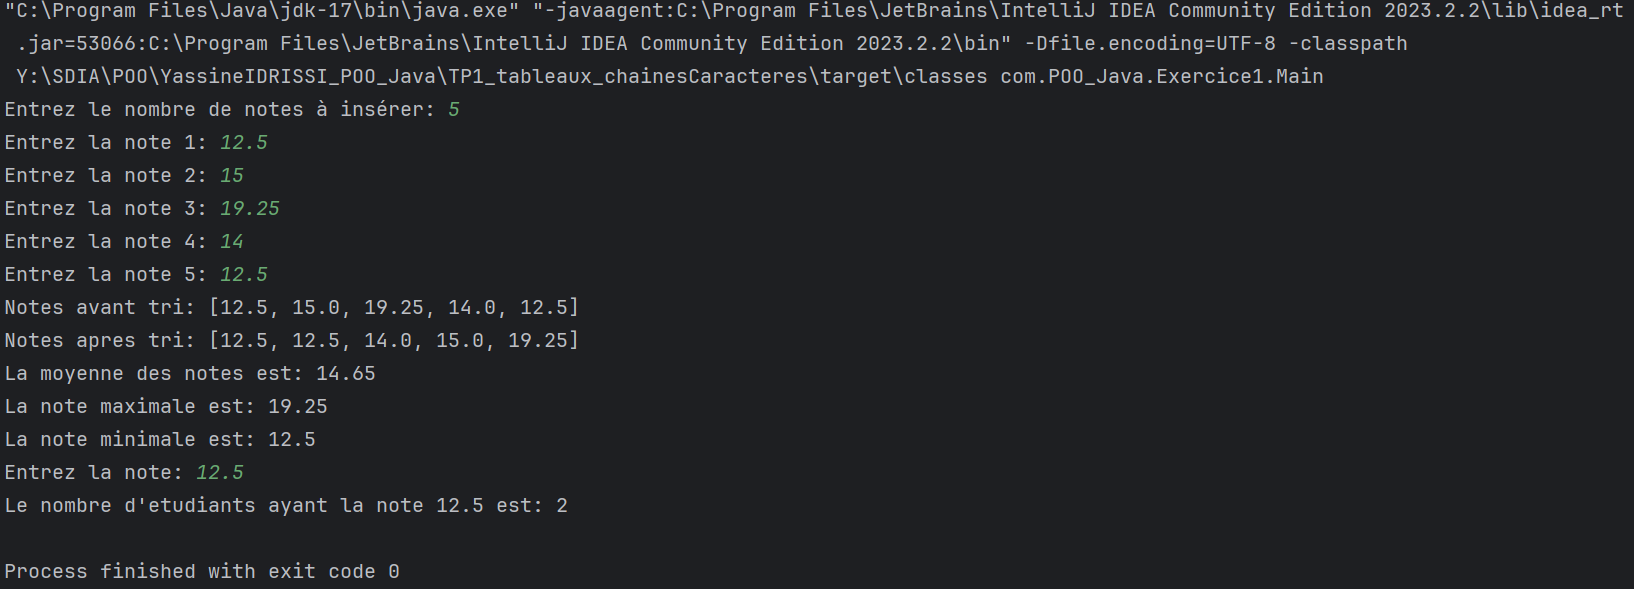 "C:\Program Files\Java\jdk-17\bin\java.exe" "-javaagent:C:\Program Files\JetBrains\IntelliJ IDEA Community Edition 2023.2.2\lib\idea_rt
.jar=53066:C:\Program Files\JetBrains\IntelliJ IDEA Community Edition 2023.2.2\bin" -Dfile.encoding=UTF-8 -classpath
Y:\SDIA\POO\YassineIDRISSI_POO_Java\TP1_tableaux_chainesCaracteres\target\classes com.POO_Java.Exercice1.Main
Entrez le nombre de notes à insérer: 5
Entrez la note 1: 12.5
Entrez la note 2: 15
Entrez la note 3: 19.25
Entrez la note 4: 14
Entrez la note 5: 12.5
Notes avant tri: [12.5, 15.0, 19.25, 14.0, 12.5]
Notes apres tri: [12.5, 12.5, 14.0, 15.0, 19.25]
La moyenne des notes est: 14.65
La note maximale est: 19.25
La note minimale est: 12.5
Entrez la note: 12.5
Le nombre d'etudiants ayant la note 12.5 est: 2
Process finished with exit code 0